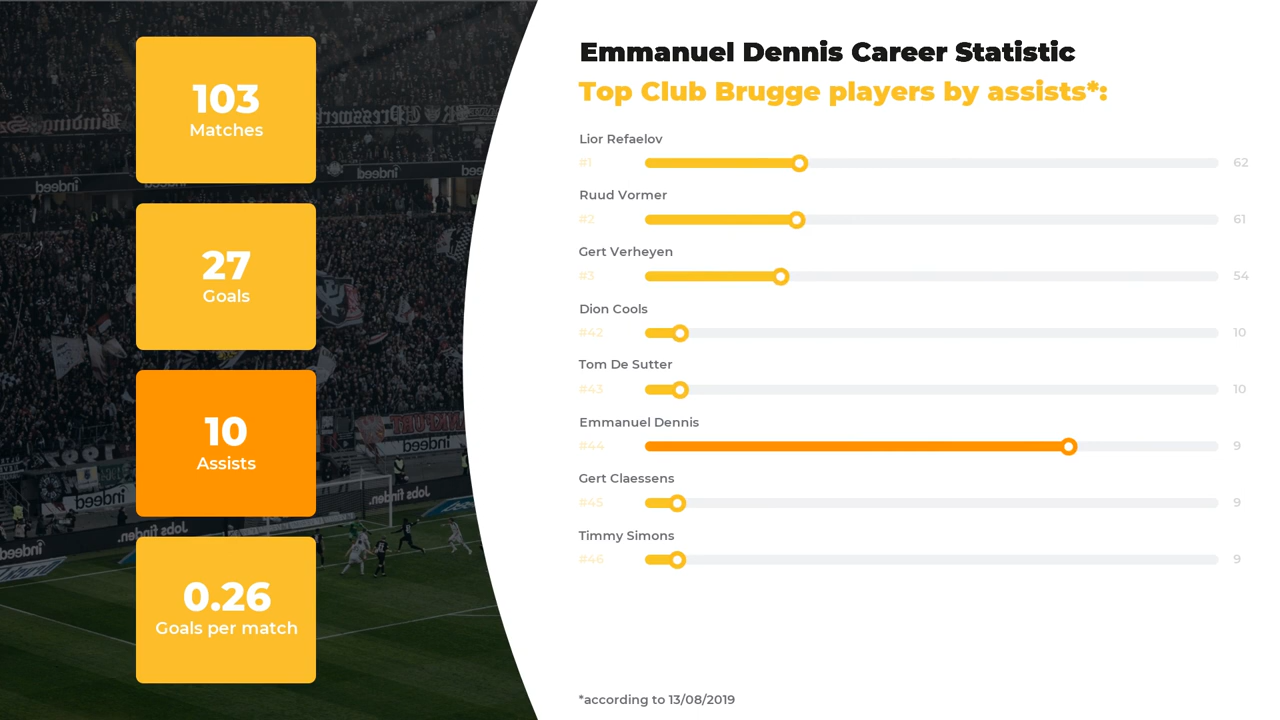 103
Matches
27
Goals
10
Assists
0.26
Goals per match
Emmanuel Dennis Career Statistic
Top Club Brugge players by assists*:
Lior Refaelov
#1 62
Ruud Vormer
#2 61
Gert Verheyen
#3 54
Dion Cools
#42 10
Tom De Sutter
#43 10
Emmanuel Dennis
#44 9
Gert Claessens
#45 9
Timmy Simons
#46 9
*according to 13/08/2019